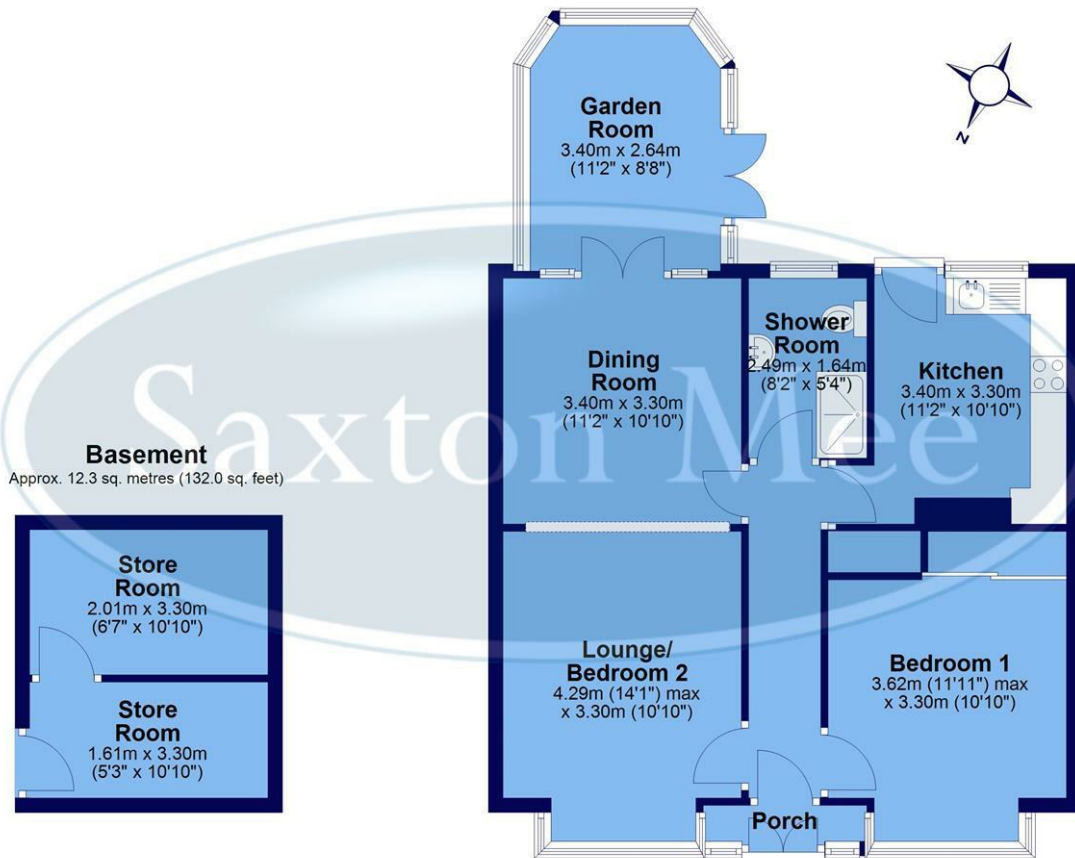 Garden
Room
3.40m x 2.64m
(11'2" x 8'8")
N
Dining
Room
3.40m x 3.30m
(11'2" x 10'10")
Shower
Room
2.49m x 1.64m
(8'2" x 5'4")
Kitchen
3.40m x 3.30m
(11'2" x 10'10")
Saxton Mee
Basement
Approx. 12.3 sq. metres (132.0 sq. feet)
Store
Room
2.01m x 3.30m
(6'7" x 10'10")
Store
Room
1.61m x 3.30m
(5'3" x 10'10")
Lounge/
Bedroom 2
4.29m (14'1") max
x 3.30m (10'10")
Bedroom 1
3.62m (11'11") max
x 3.30m (10'10")
Porch